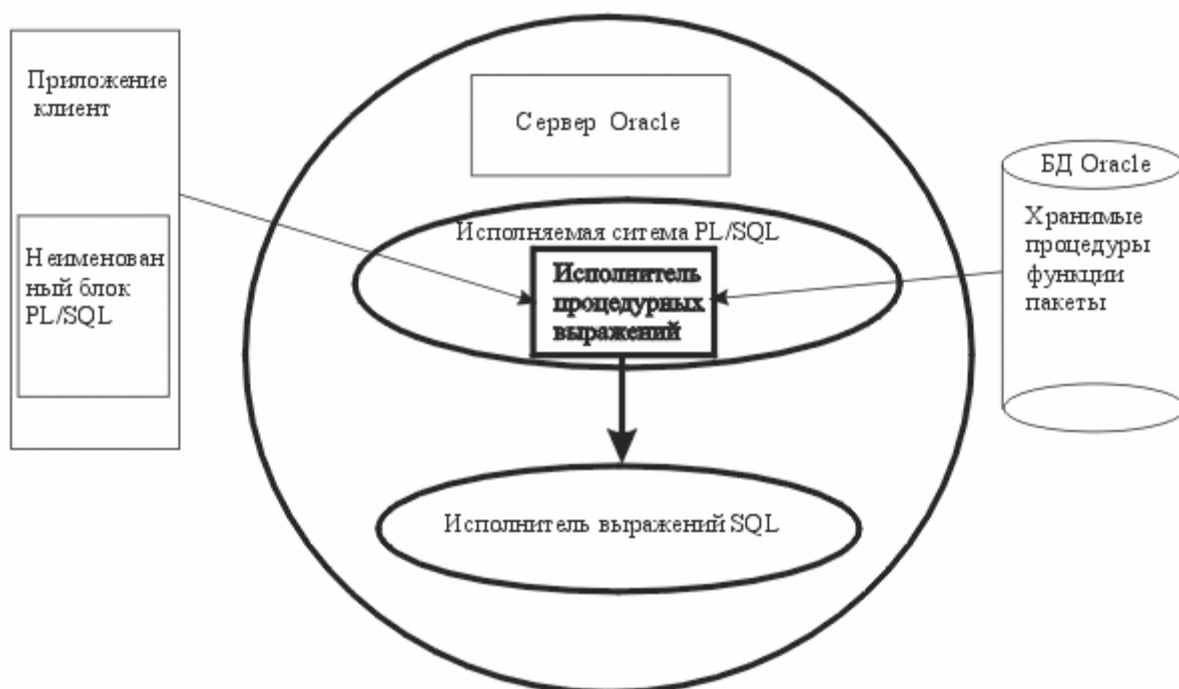 Приложение
клиент
Неименован
ный блок
PL/SQL
Сервер Oracle
Исполняемая ситема PL/SQL
Исполнитель
процедурных
выражений
Исполнитель выражений SQL
БД Oracle
Хранимые
процедуры
функции
пакеты